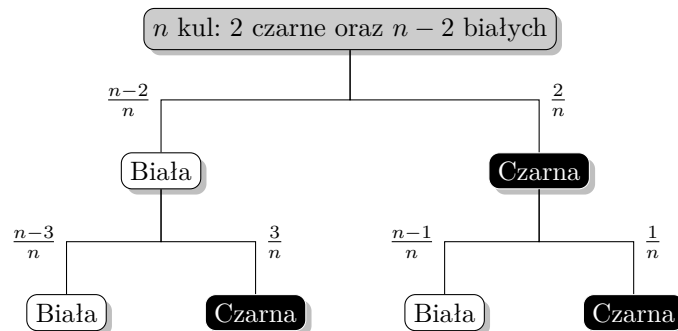 n kul: 2 czarne oraz n − 2 białych
n−2/n
2/n
Biała
Czarna
n−3/n
3/n
n−1/n
1/n
Biała
Czarna
Biała
Czarna